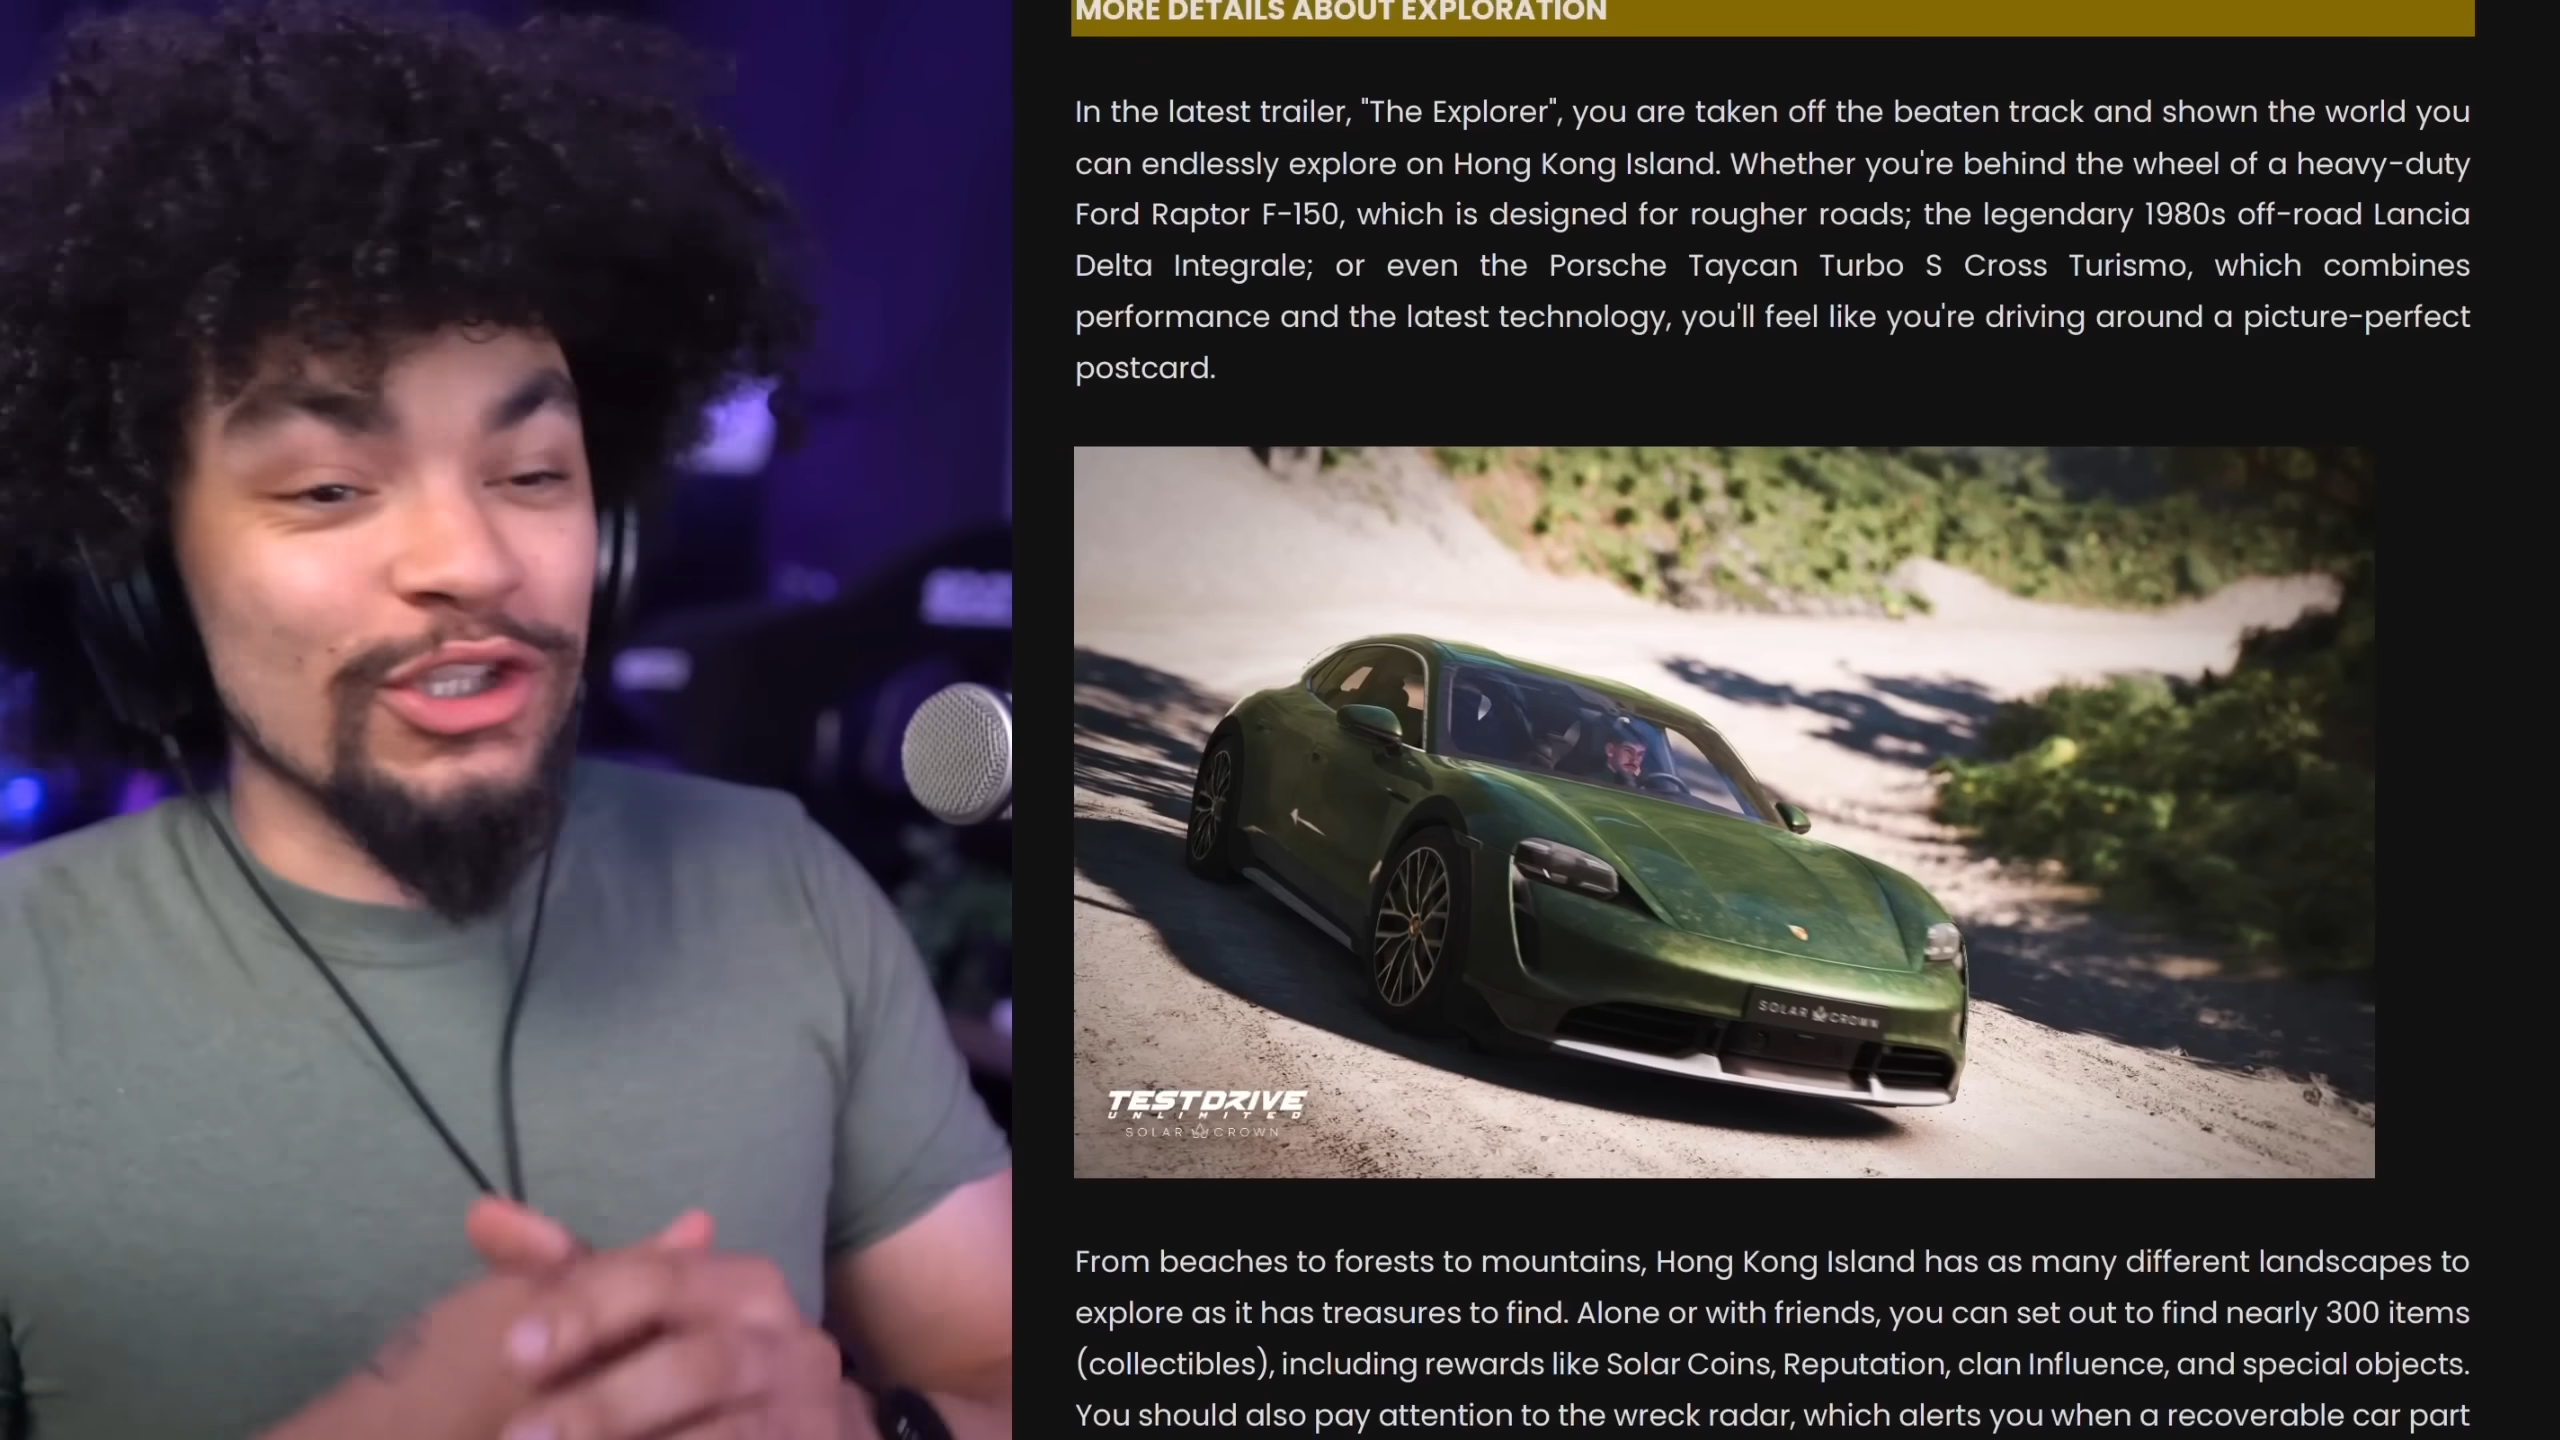 MORE DETAILS ABOUT EXPLORATION
In the latest trailer, "The Explorer", you are taken off the beaten track and shown the world you
can endlessly explore on Hong Kong Island. Whether you're behind the wheel of a heavy-duty
Ford Raptor F-150, which is designed for rougher roads; the legendary 1980s off-road Lancia
Delta Integrale; or even the Porsche Taycan Turbo S Cross Turismo, which combines
performance and the latest technology, you'll feel like you're driving around a picture-perfect
postcard.
SOLAR CROWN
TEST DRIVE
UNLIMITED
SOLAR CROWN
From beaches to forests to mountains, Hong Kong Island has as many different landscapes to
explore as it has treasures to find. Alone or with friends, you can set out to find nearly 300 items
(collectibles), including rewards like Solar Coins, Reputation, clan Influence, and special objects.
You should also pay attention to the wreck radar, which alerts you when a recoverable car part